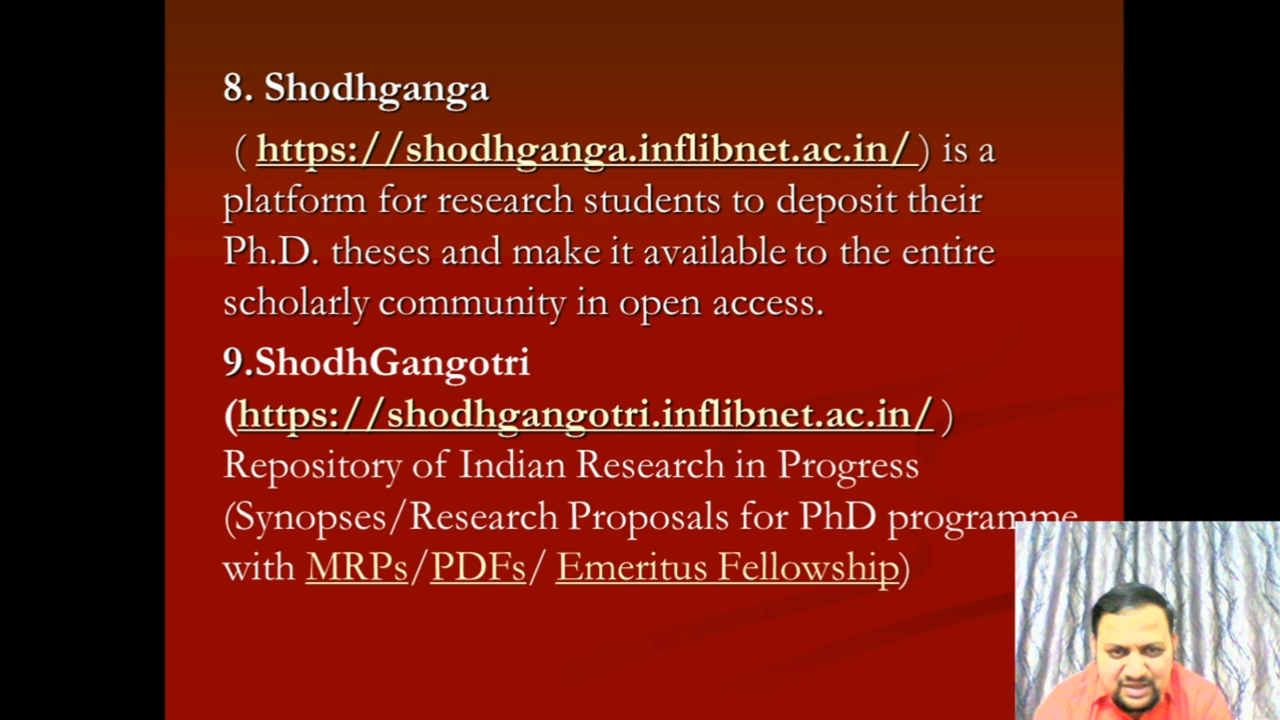 8. Shodhganga
( https://shodhganga.inflibnet.ac.in/ ) is a
platform for research students to deposit their
Ph.D. theses and make it available to the entire
scholarly community in open access.
9.ShodhGangotri
(https://shodhgangotri.inflibnet.ac.in/ )
Repository of Indian Research in Progress
(Synopses/Research Proposals for PhD programme
with MRPs/PDFs/ Emeritus Fellowship)